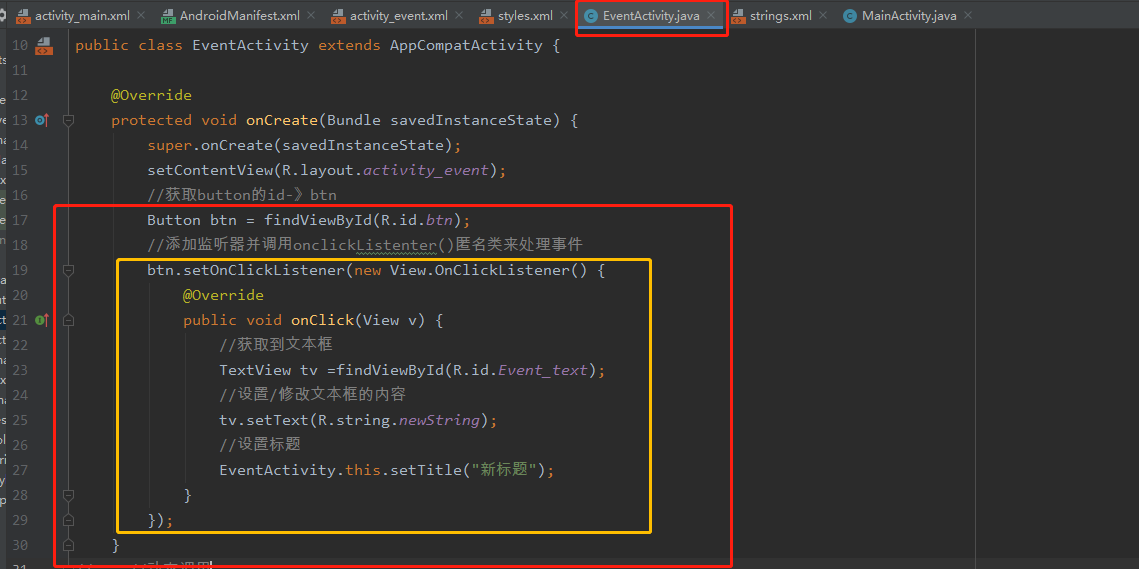 activity_main.xml AndroidManifest.xml activity_event.xml styles.xml EventActivity.java strings.xml MainActivity.java
10 public class EventActivity extends AppCompatActivity {
11
12 @Override
13 protected void onCreate(Bundle savedInstanceState) {
14 super.onCreate(savedInstanceState);
15 setContentView(R.layout.activity_event);
16 //获取button的id-》btn
17 Button btn = findViewById(R.id.btn);
18 //添加监听器并调用onclickListenter()匿名类来处理事件
19 btn.setOnClickListener(new View.OnClickListener() {
20 @Override
21 public void onClick(View v) {
22 //获取到文本框
23 TextView tv =findViewById(R.id.Event_text);
24 //设置/修改文本框的内容
25 tv.setText(R.string.newString);
26 //设置标题
27 EventActivity.this.setTitle("新标题");
28 }
29 });
30 }